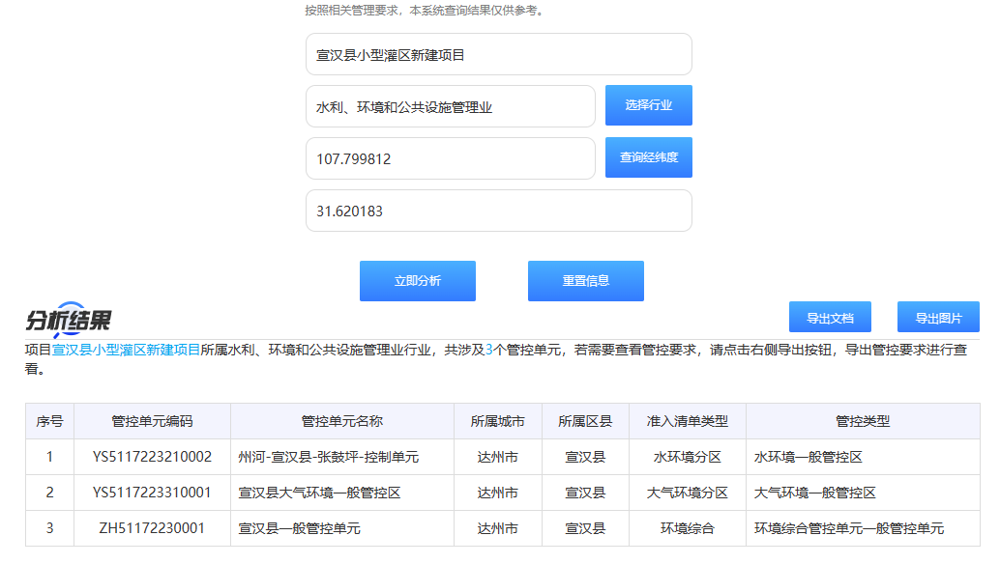 按照相关管理要求，本系统查询结果仅供参考。
宣汉县小型灌区新建项目
水利、环境和公共设施管理业 选择行业
107.799812 查询经纬度
31.620183
立即分析 重置信息
分析结果 导出文档 导出图片
项目宣汉县小型灌区新建项目所属水利、环境和公共设施管理业行业，共涉及3个管控单元，若需要查看管控要求，请点击右侧导出按钮，导出管控要求进行查
看。
序号 管控单元编码 管控单元名称 所属城市 所属区县 准入清单类型 管控类型
1 YS5117223210002 州河-宣汉县-张鼓坪-控制单元 达州市 宣汉县 水环境分区 水环境一般管控区
2 YS5117223310001 宣汉县大气环境一般管控区 达州市 宣汉县 大气环境分区 大气环境一般管控区
3 ZH51172230001 宣汉县一般管控单元 达州市 宣汉县 环境综合 环境综合管控单元一般管控单元